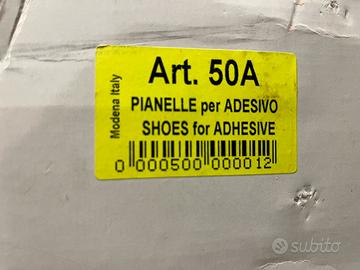 Modena Italy
Art. 50A
PIANELLE per ADESIVO
SHOES for ADHESIVE
0 000500 000012
subito